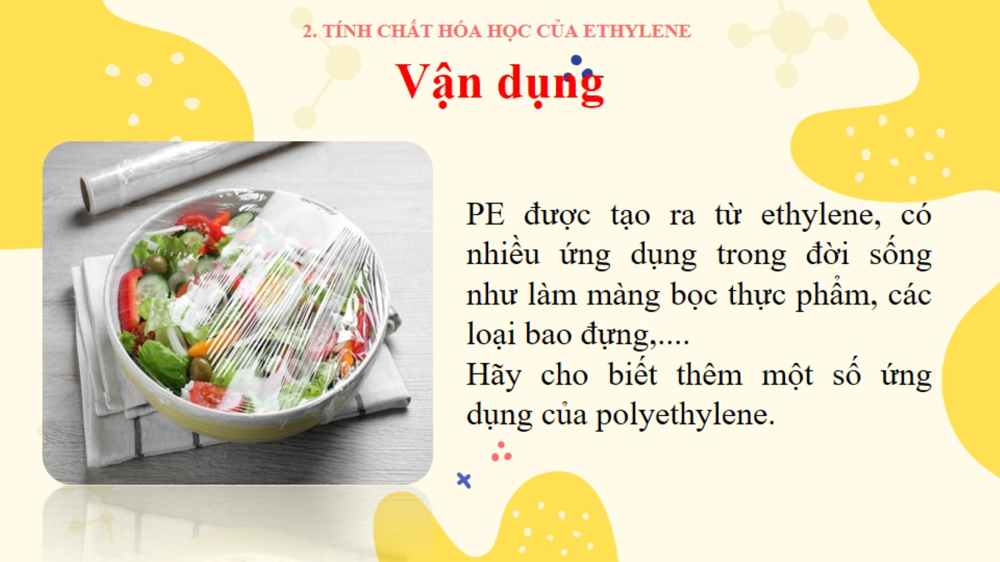 2. TÍNH CHẤT HÓA HỌC CỦA ETHYLENE
Vận dụng
PE được tạo ra từ ethylene, có
nhiều ứng dụng trong đời sống
như làm màng bọc thực phẩm, các
loại bao đựng,....
Hãy cho biết thêm một số ứng
dụng của polyethylene.